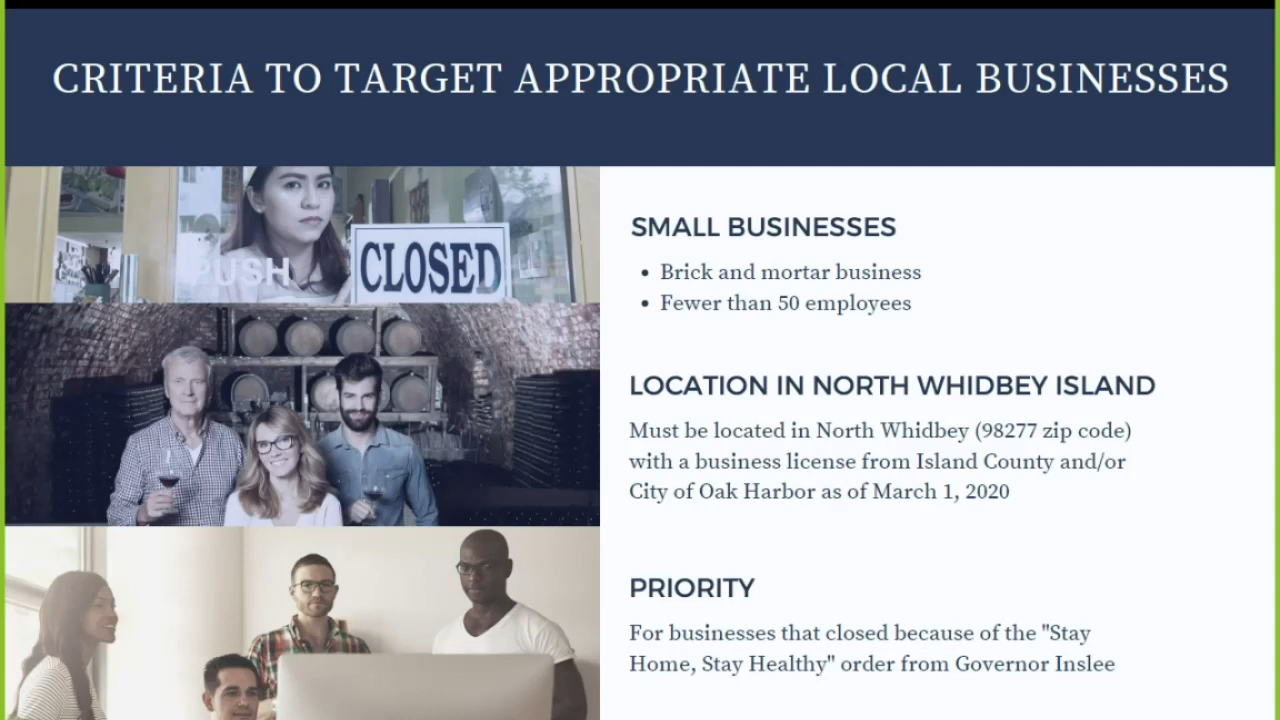 CRITERIA TO TARGET APPROPRIATE LOCAL BUSINESSES
PUSH
CLOSED
SMALL BUSINESSES
• Brick and mortar business
• Fewer than 50 employees
LOCATION IN NORTH WHIDBEY ISLAND
Must be located in North Whidbey (98277 zip code)
with a business license from Island County and/or
City of Oak Harbor as of March 1, 2020
PRIORITY
For businesses that closed because of the "Stay
Home, Stay Healthy" order from Governor Inslee